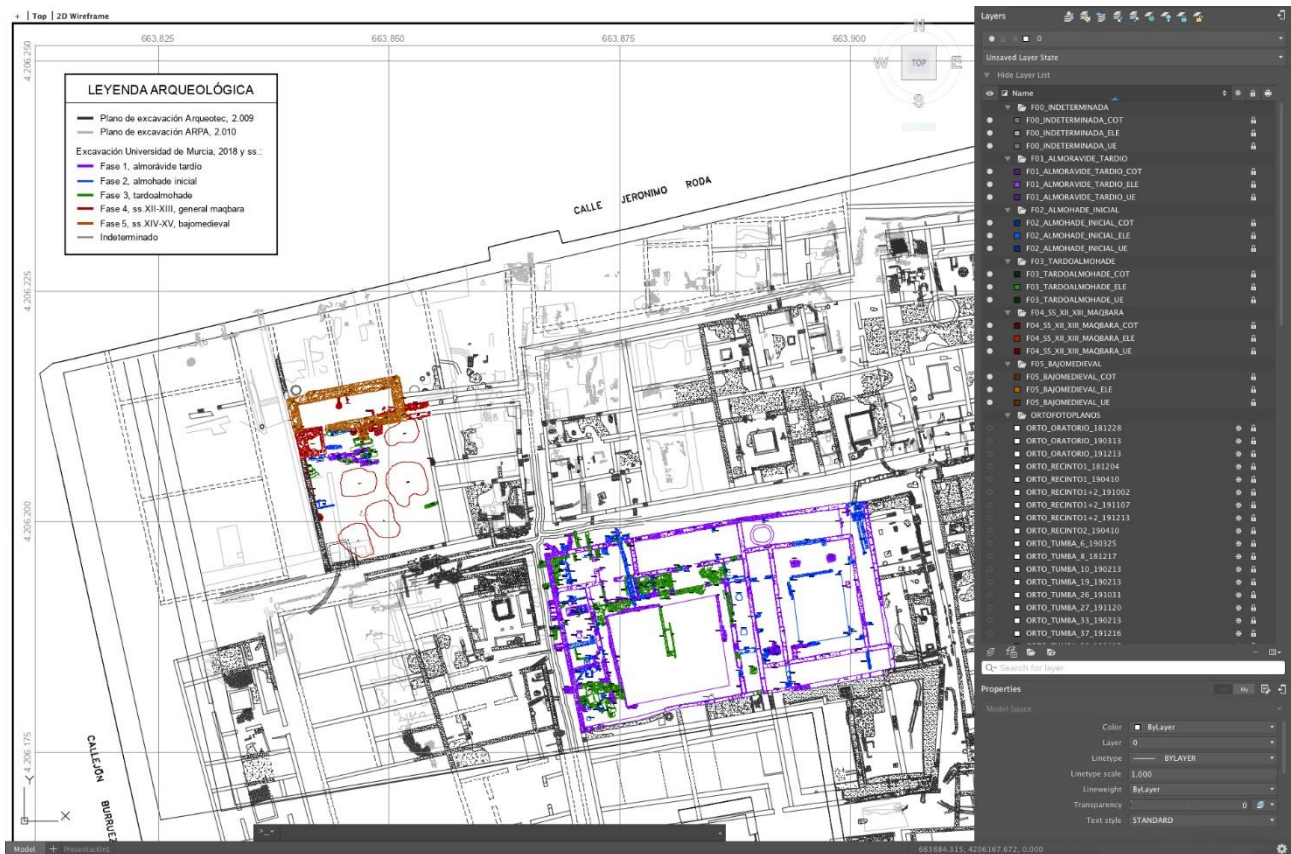 + | Top | 2D Wireframe
663.825
663.850
663.875
663.900
4.206.250
4.206.225
4.206.200
4.206.175
N
W
TOP
E
S
LEYENDA ARQUEOLÓGICA
Plano de excavación Arqueotec, 2.009
Plano de excavación ARPA, 2.010
Excavación Universidad de Murcia, 2018 y ss.:
Fase 1, almorávide tardío
Fase 2, almohade inicial
Fase 3, tardoalmohade
Fase 4, ss.XII-XIII, general maqbara
Fase 5, ss.XIV-XV, bajomedieval
Indeterminado
CALLE JERONIMO RODA
CALLEJÓN BURRUEZ
Y
X
>_
Model + Presentación1
663884.315, 4206167.672, 0.000
Layers
0
Unsaved Layer State
Hide Layer List
Name
F00_INDETERMINADA
F00_INDETERMINADA_COT
F00_INDETERMINADA_ELE
F00_INDETERMINADA_UE
F01_ALMORAVIDE_TARDIO
F01_ALMORAVIDE_TARDIO_COT
F01_ALMORAVIDE_TARDIO_ELE
F01_ALMORAVIDE_TARDIO_UE
F02_ALMOHADE_INICIAL
F02_ALMOHADE_INICIAL_COT
F02_ALMOHADE_INICIAL_ELE
F02_ALMOHADE_INICIAL_UE
F03_TARDOALMOHADE
F03_TARDOALMOHADE_COT
F03_TARDOALMOHADE_ELE
F03_TARDOALMOHADE_UE
F04_SS_XII_XIII_MAQBARA
F04_SS_XII_XIII_MAQBARA_COT
F04_SS_XII_XIII_MAQBARA_ELE
F04_SS_XII_XIII_MAQBARA_UE
F05_BAJOMEDIEVAL
F05_BAJOMEDIEVAL_COT
F05_BAJOMEDIEVAL_ELE
F05_BAJOMEDIEVAL_UE
ORTOFOTOPLANOS
ORTO_ORATORIO_181228
ORTO_ORATORIO_190313
ORTO_ORATORIO_191213
ORTO_RECINTO1_181204
ORTO_RECINTO1_190410
ORTO_RECINTO1+2_191002
ORTO_RECINTO1+2_191107
ORTO_RECINTO1+2_191213
ORTO_RECINTO2_190410
ORTO_TUMBA_6_190325
ORTO_TUMBA_8_181217
ORTO_TUMBA_10_190213
ORTO_TUMBA_19_190213
ORTO_TUMBA_26_191031
ORTO_TUMBA_27_191120
ORTO_TUMBA_33_190213
ORTO_TUMBA_37_191216
Search for layer
Properties
My
Model Space
Color ByLayer
Layer 0
Linetype BYLAYER
Linetype scale 1.000
Lineweight ByLayer
Transparency 0
Text style STANDARD